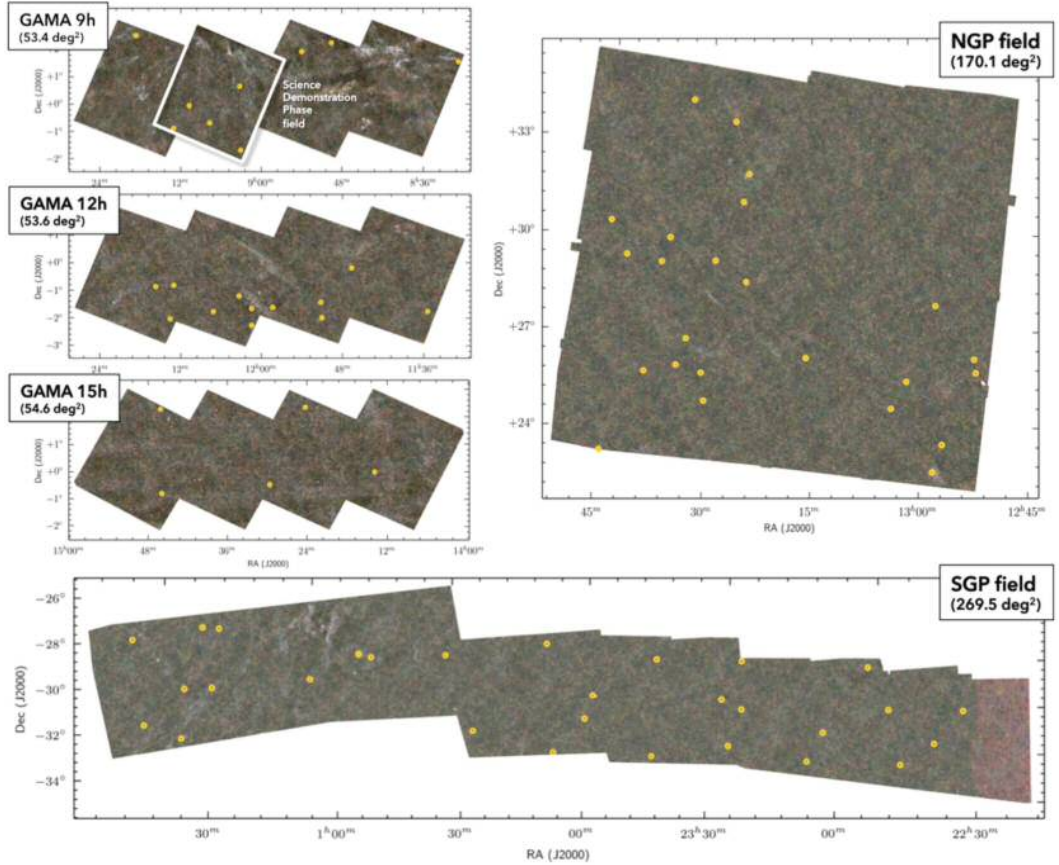 GAMA 9h
(53.4 deg²)
Dec (J2000)
+1°
+0°
−1°
−2°
Science
Demonstration
Phase
field
24ᵐ
12ᵐ
9ʰ00ᵐ
48ᵐ
8ʰ36ᵐ
GAMA 12h
(53.6 deg²)
Dec (J2000)
+0°
−1°
−2°
−3°
24ᵐ
12ᵐ
12ʰ00ᵐ
48ᵐ
11ʰ36ᵐ
GAMA 15h
(54.6 deg²)
Dec (J2000)
+1°
+0°
−1°
−2°
15ʰ00ᵐ
48ᵐ
36ᵐ
24ᵐ
12ᵐ
14ʰ00ᵐ
RA (J2000)
NGP field
(170.1 deg²)
Dec (J2000)
+33°
+30°
+27°
+24°
45ᵐ
30ᵐ
15ᵐ
13ʰ00ᵐ
12ʰ45ᵐ
RA (J2000)
SGP field
(269.5 deg²)
Dec (J2000)
−26°
−28°
−30°
−32°
−34°
30ᵐ
1ʰ00ᵐ
30ᵐ
00ᵐ
23ʰ30ᵐ
00ᵐ
22ʰ30ᵐ
RA (J2000)